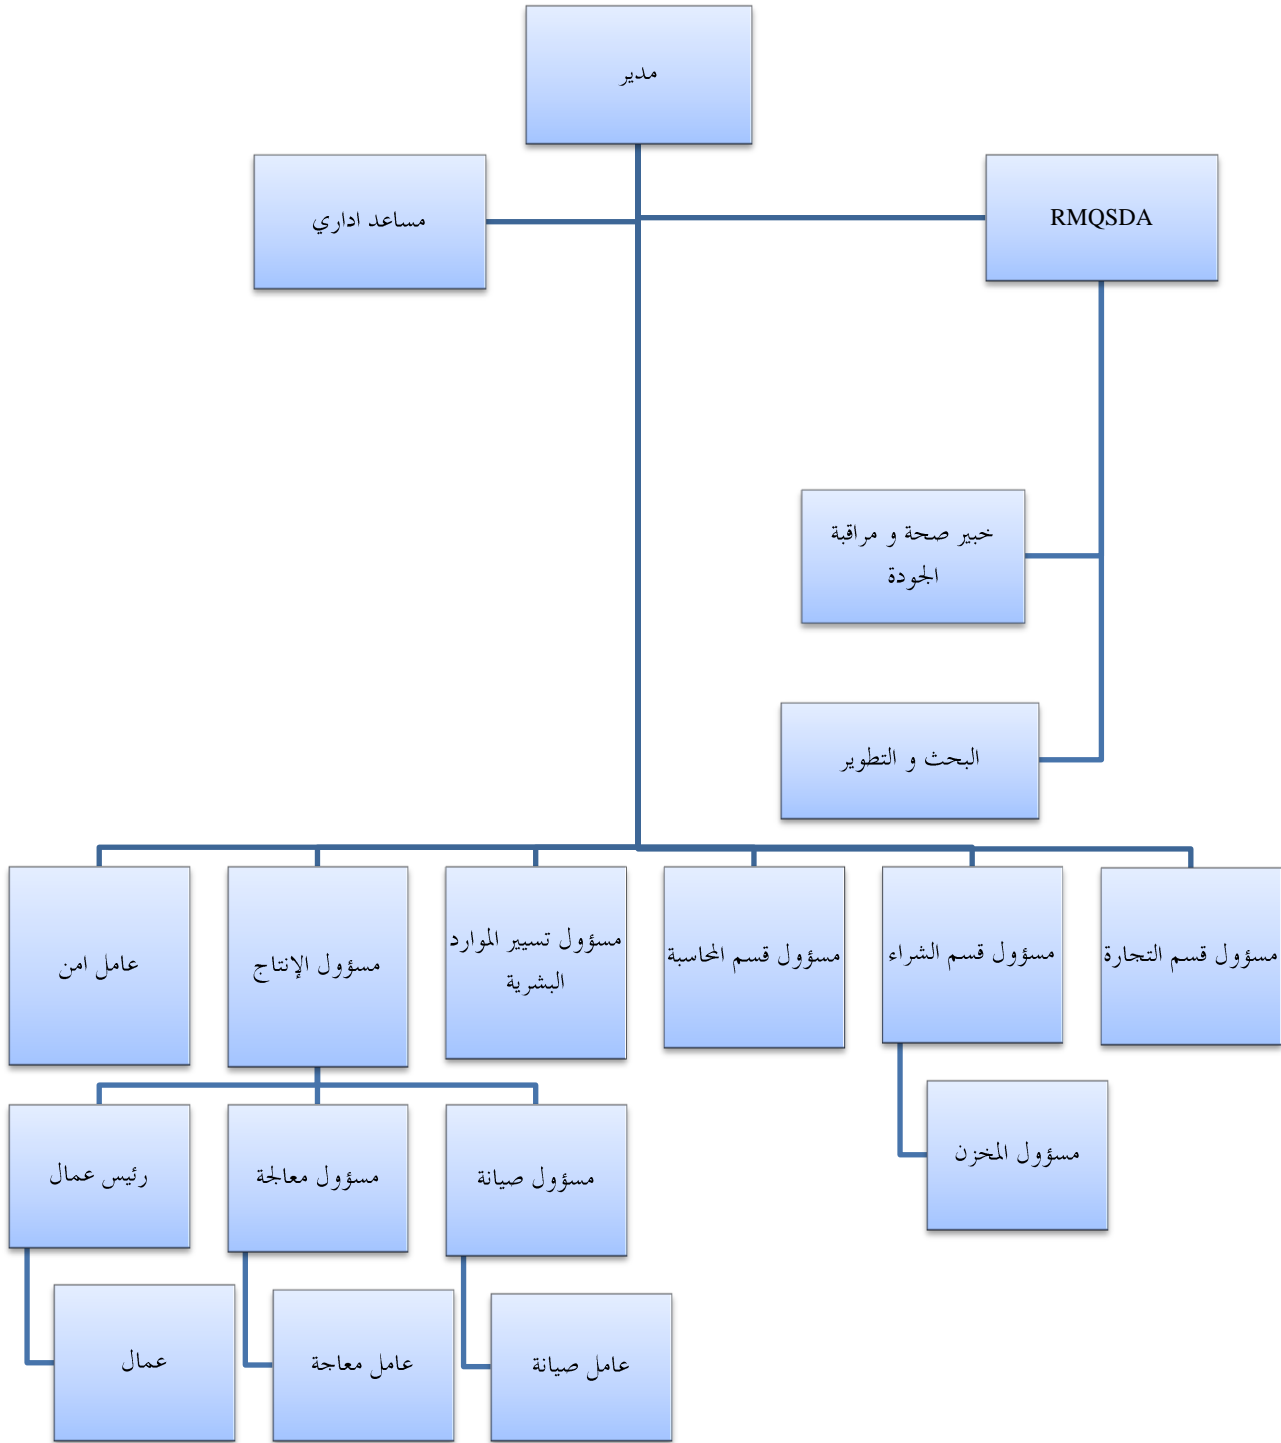 مدير
RMQSDA
مساعد اداري
خبير صحة و مراقبة
الجودة
البحث و التطوير
مسؤول قسم التجارة
مسؤول قسم الشراء
مسؤول قسم المحاسبة
مسؤول تسيير الموارد
البشرية
مسؤول الإنتاج
عامل امن
مسؤول المخزن
مسؤول صيانة
مسؤول معالجة
رئيس عمال
عامل صيانة
عامل معاجة
عمال